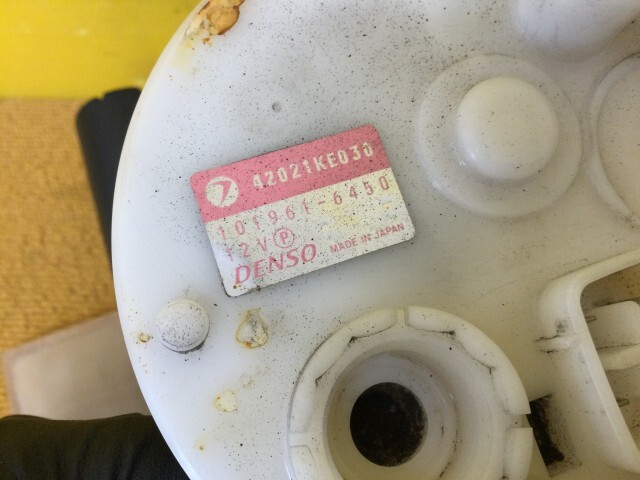 7 42021KE030
101961-6450
12V P
DENSO MADE IN JAPAN